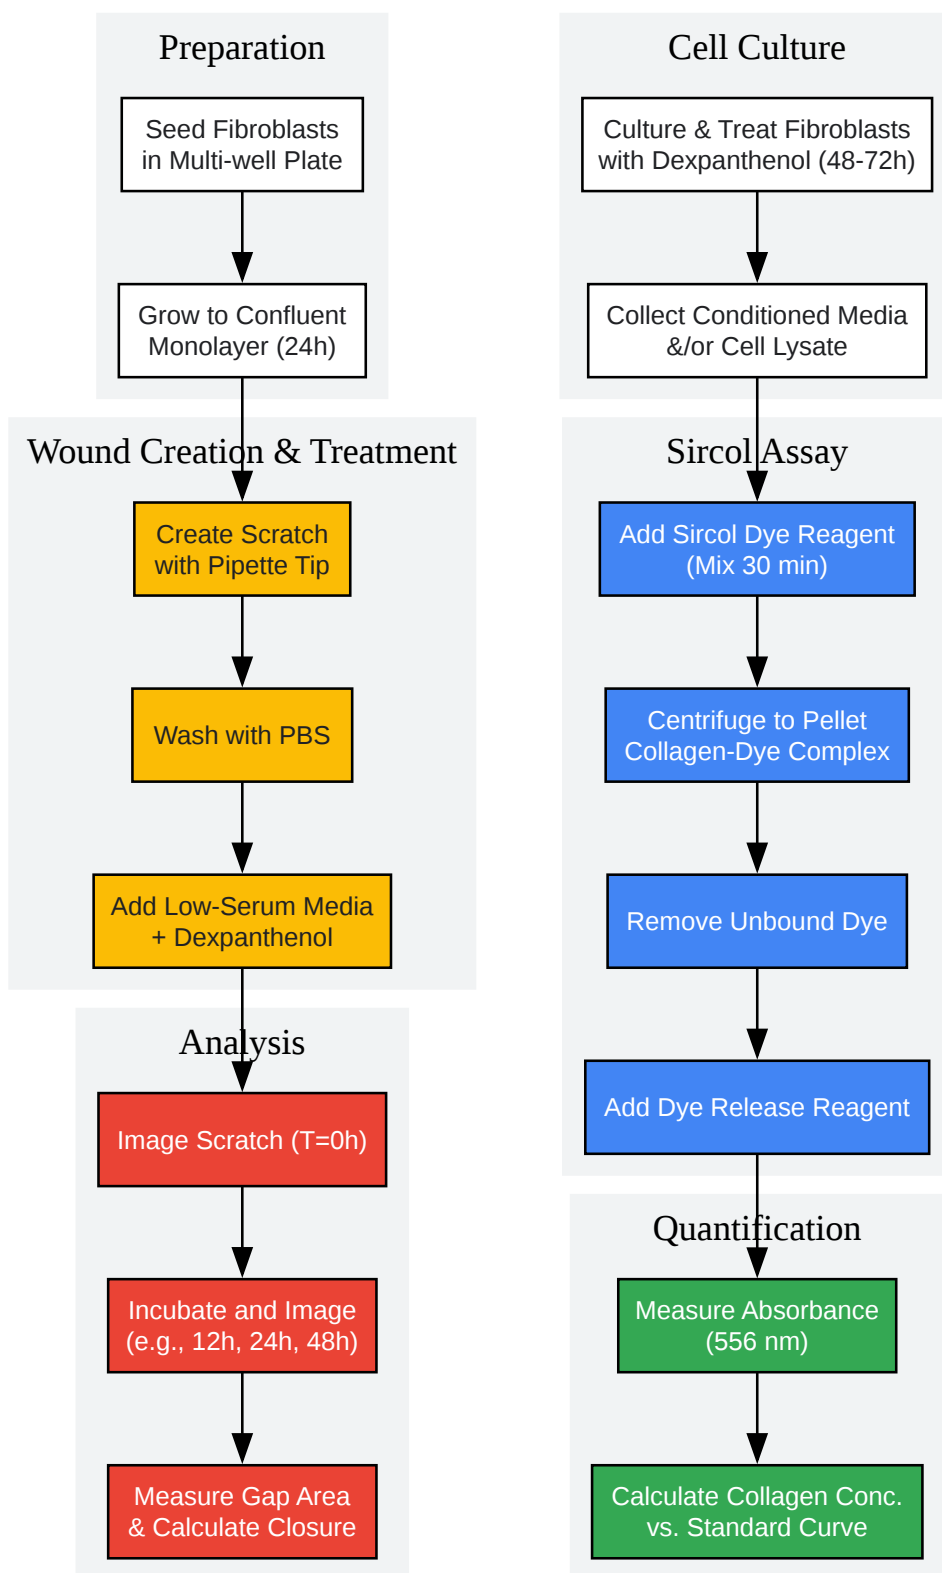 Preparation
Seed Fibroblasts
in Multi-well Plate
Grow to Confluent
Monolayer (24h)
Wound Creation & Treatment
Create Scratch
with Pipette Tip
Wash with PBS
Add Low-Serum Media
+ Dexpanthenol
Analysis
Image Scratch (T=0h)
Incubate and Image
(e.g., 12h, 24h, 48h)
Measure Gap Area
& Calculate Closure
Cell Culture
Culture & Treat Fibroblasts
with Dexpanthenol (48-72h)
Collect Conditioned Media
&/or Cell Lysate
Sircol Assay
Add Sircol Dye Reagent
(Mix 30 min)
Centrifuge to Pellet
Collagen-Dye Complex
Remove Unbound Dye
Add Dye Release Reagent
Quantification
Measure Absorbance
(556 nm)
Calculate Collagen Conc.
vs. Standard Curve